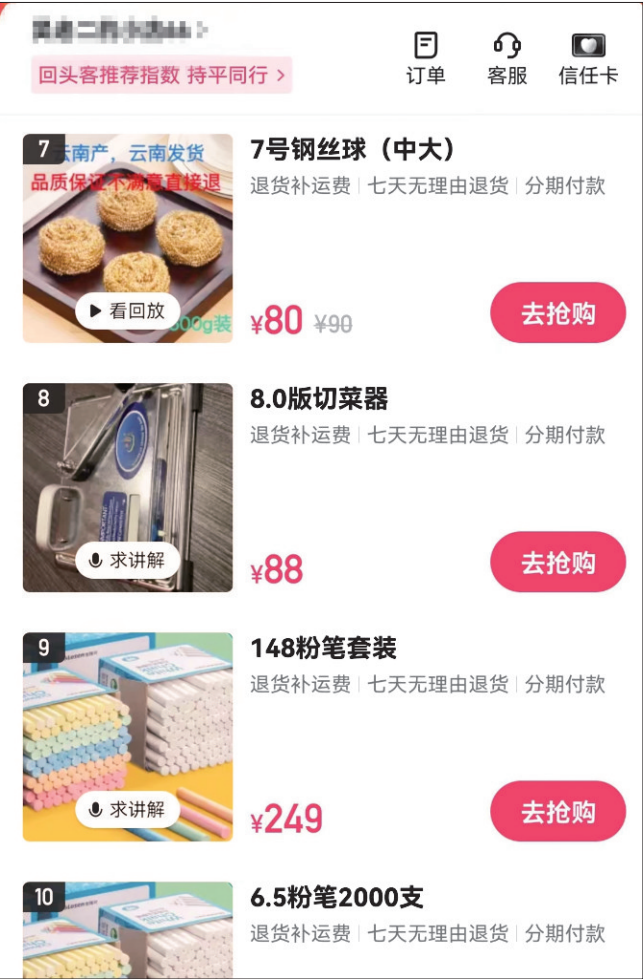 回头客推荐指数 持平同行 >
订单
客服
信任卡
7
云南产，云南发货
品质保证不满意直接退
看回放
00g装
7号钢丝球（中大）
退货补运费 | 七天无理由退货 | 分期付款
¥80 ¥90
去抢购
8
求讲解
8.0版切菜器
退货补运费 | 七天无理由退货 | 分期付款
¥88
去抢购
9
求讲解
148粉笔套装
退货补运费 | 七天无理由退货 | 分期付款
¥249
去抢购
10
6.5粉笔2000支
退货补运费 | 七天无理由退货 | 分期付款